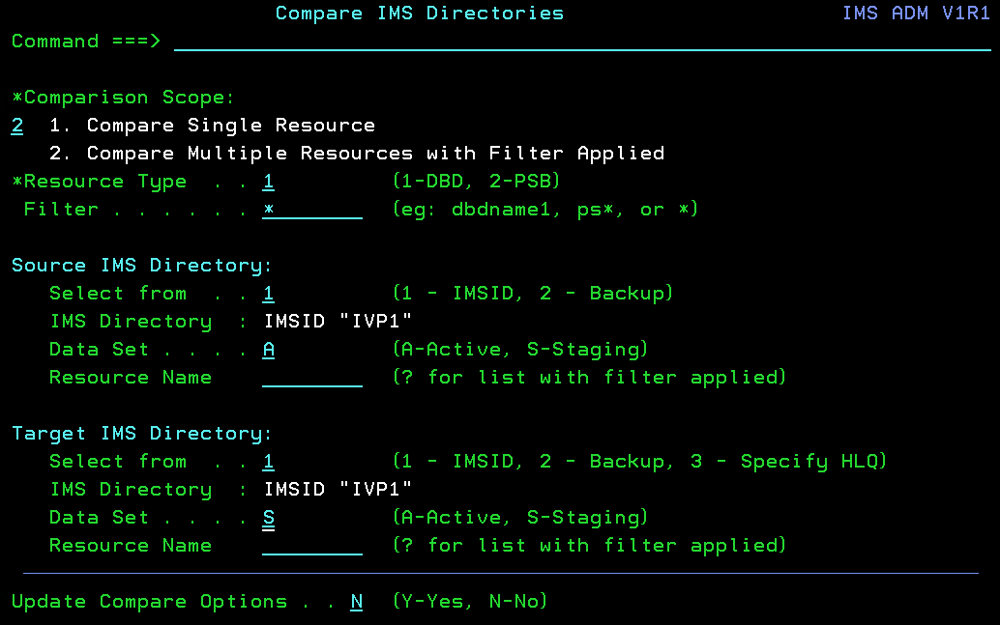 Compare IMS Directories IMS ADM V1R1
Command ===>
*Comparison Scope:
2 1. Compare Single Resource
2. Compare Multiple Resources with Filter Applied
*Resource Type . . 1 (1-DBD, 2-PSB)
Filter . . . . . . * (eg: dbdname1, ps*, or *)
Source IMS Directory:
Select from . . 1 (1 - IMSID, 2 - Backup)
IMS Directory : IMSID "IVP1"
Data Set . . . . A (A-Active, S-Staging)
Resource Name (? for list with filter applied)
Target IMS Directory:
Select from . . 1 (1 - IMSID, 2 - Backup, 3 - Specify HLQ)
IMS Directory : IMSID "IVP1"
Data Set . . . . S (A-Active, S-Staging)
Resource Name (? for list with filter applied)
Update Compare Options . . N (Y-Yes, N-No)